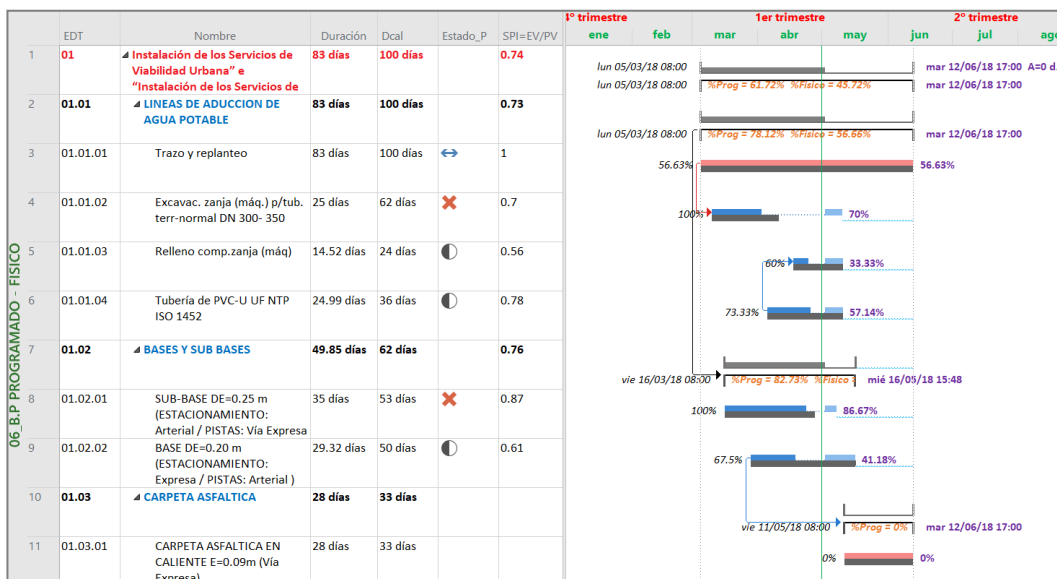 4º trimestre 1er trimestre 2º trimestre
EDT Nombre Duración Dcal Estado_P SPI=EV/PV ene feb mar abr may jun jul ago
06_B.P PROGRAMADO - FISICO
1 01 Instalación de los Servicios de 83 días 100 días 0.74
Viabilidad Urbana" e
"Instalación de los Servicios de
lun 05/03/18 08:00 mar 12/06/18 17:00 A=0 d.
lun 05/03/18 08:00 %Prog = 61.72% %Fisico = 45.72% mar 12/06/18 17:00
2 01.01 LINEAS DE ADUCCION DE 83 días 100 días 0.73
AGUA POTABLE
lun 05/03/18 08:00 %Prog = 78.12% %Fisico = 56.66% mar 12/06/18 17:00
3 01.01.01 Trazo y replanteo 83 días 100 días 1
56.63% 56.63%
4 01.01.02 Excavac. zanja (máq.) p/tub. 25 días 62 días 0.7
terr-normal DN 300- 350
100% 70%
5 01.01.03 Relleno comp.zanja (máq) 14.52 días 24 días 0.56
60% 33.33%
6 01.01.04 Tubería de PVC-U UF NTP 24.99 días 36 días 0.78
ISO 1452
73.33% 57.14%
7 01.02 BASES Y SUB BASES 49.85 días 62 días 0.76
vie 16/03/18 08:00 %Prog = 82.73% %Fisico = mié 16/05/18 15:48
8 01.02.01 SUB-BASE DE=0.25 m 35 días 53 días 0.87
(ESTACIONAMIENTO:
Arterial / PISTAS: Vía Expresa
100% 86.67%
9 01.02.02 BASE DE=0.20 m 29.32 días 50 días 0.61
(ESTACIONAMIENTO:
Expresa / PISTAS: Arterial )
67.5% 41.18%
10 01.03 CARPETA ASFALTICA 28 días 33 días
vie 11/05/18 08:00 %Prog = 0% mar 12/06/18 17:00
11 01.03.01 CARPETA ASFALTICA EN 28 días 33 días
CALIENTE E=0.09m (Vía
Expresa)
0% 0%